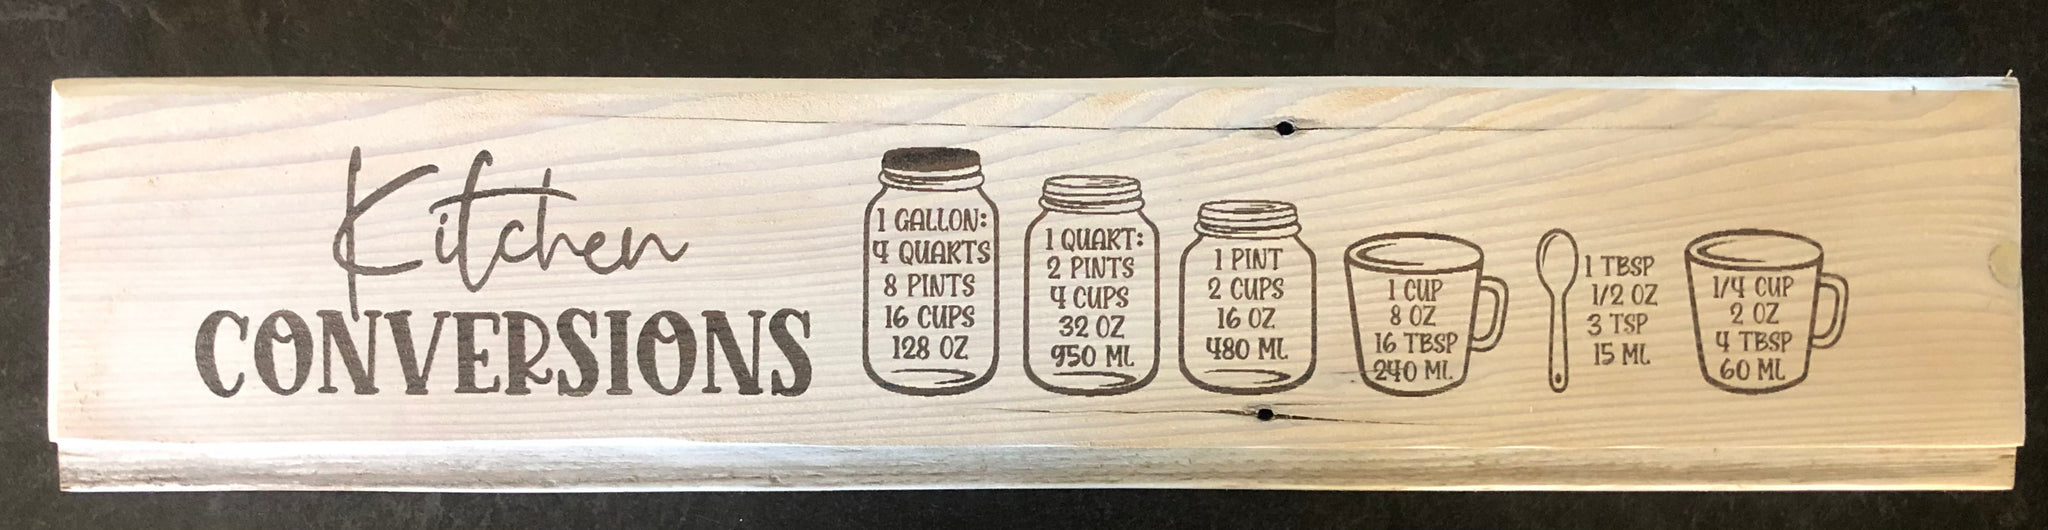 Kitchen
CONVERSIONS
1 GALLON:
4 QUARTS
8 PINTS
16 CUPS
128 OZ
1 QUART:
2 PINTS
4 CUPS
32 OZ
950 ML
1 PINT
2 CUPS
16 OZ
480 ML
1 CUP
8 OZ
16 TBSP
240 ML
1 TBSP
1/2 OZ
3 TSP
15 ML
1/4 CUP
2 OZ
4 TBSP
60 ML